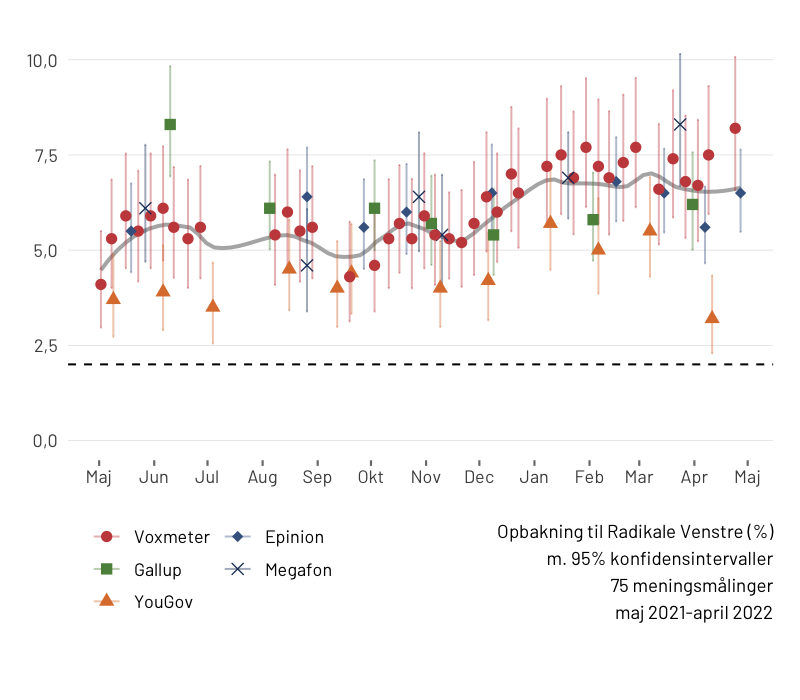 10,0
7,5
5,0
2,5
0,0
Maj Jun Jul Aug Sep Okt Nov Dec Jan Feb Mar Apr Maj
Voxmeter
Epinion
Gallup
Megafon
YouGov
Opbakning til Radikale Venstre (%)
m. 95% konfidensintervaller
75 meningsmålinger
maj 2021-april 2022